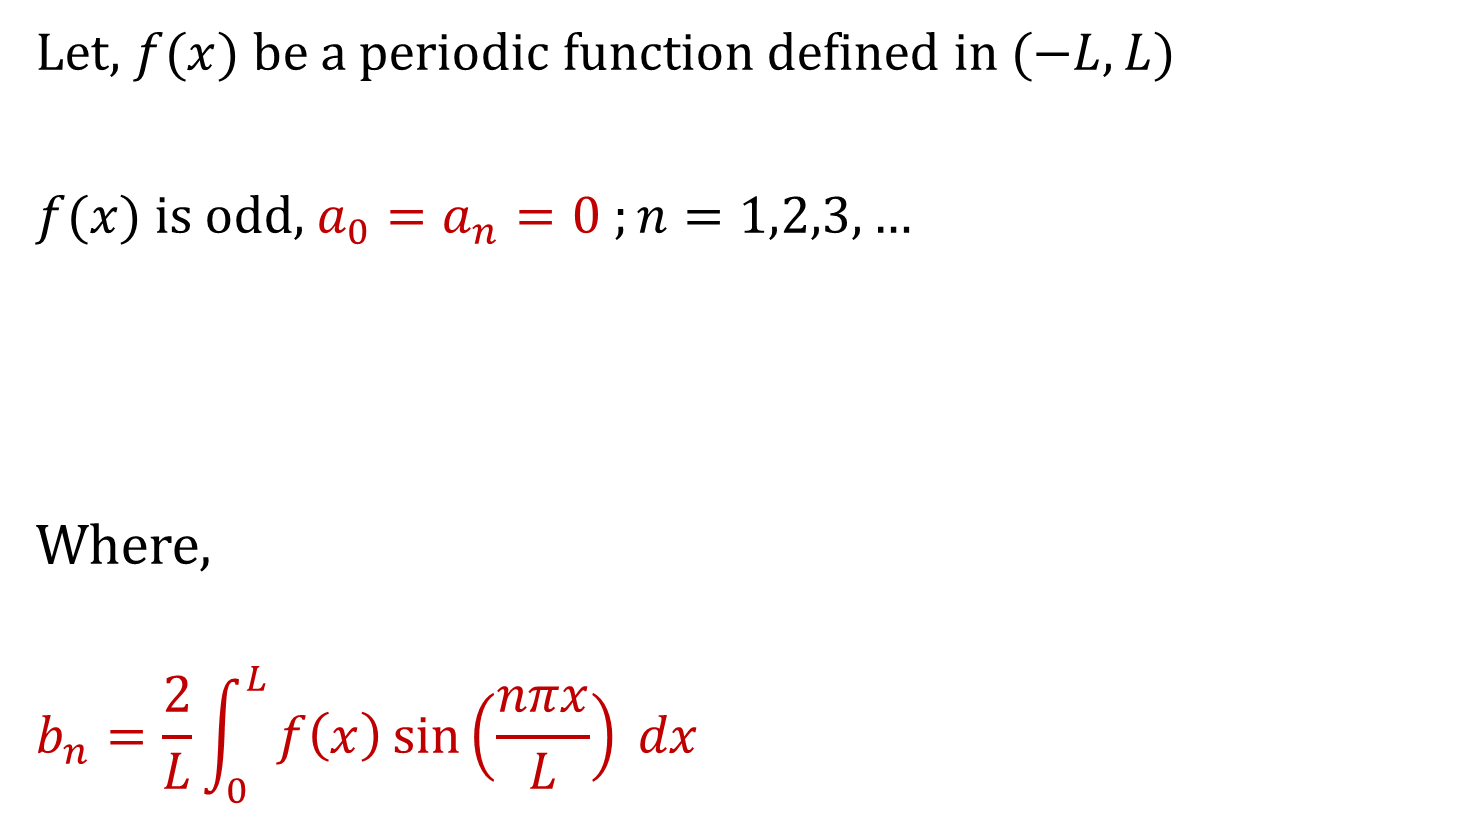 Let, f(x) be a periodic function defined in (−L, L)
f(x) is odd, a₀ = aₙ = 0 ; n = 1,2,3, …
Where,
bₙ = 2/L ∫₀ᴸ f(x) sin (nπx/L) dx